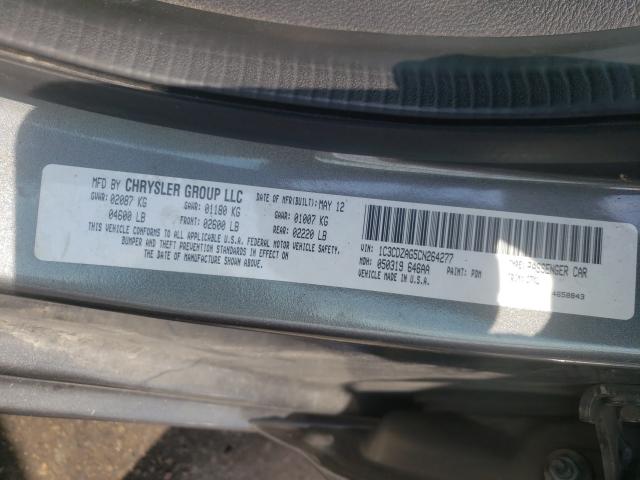 MFD BY CHRYSLER GROUP LLC DATE OF MFR(BUILT): MAY 12
GVWR: 02087 KG GAWR: 01180 KG GAWR: 01007 KG
04600 LB FRONT: 02600 LB REAR: 02220 LB
THIS VEHICLE CONFORMS TO ALL APPLICABLE U.S.A. FEDERAL MOTOR VEHICLE SAFETY,
BUMPER AND THEFT PREVENTION STANDARDS IN EFFECT ON
THE DATE OF MANUFACTURE SHOWN ABOVE.
VIN: 1C3CDZAG5CN264277 PASSENGER CAR
MDH: 050319 646AA PAINT: PDM
VEHICLE MADE IN U.S.A. 4658843